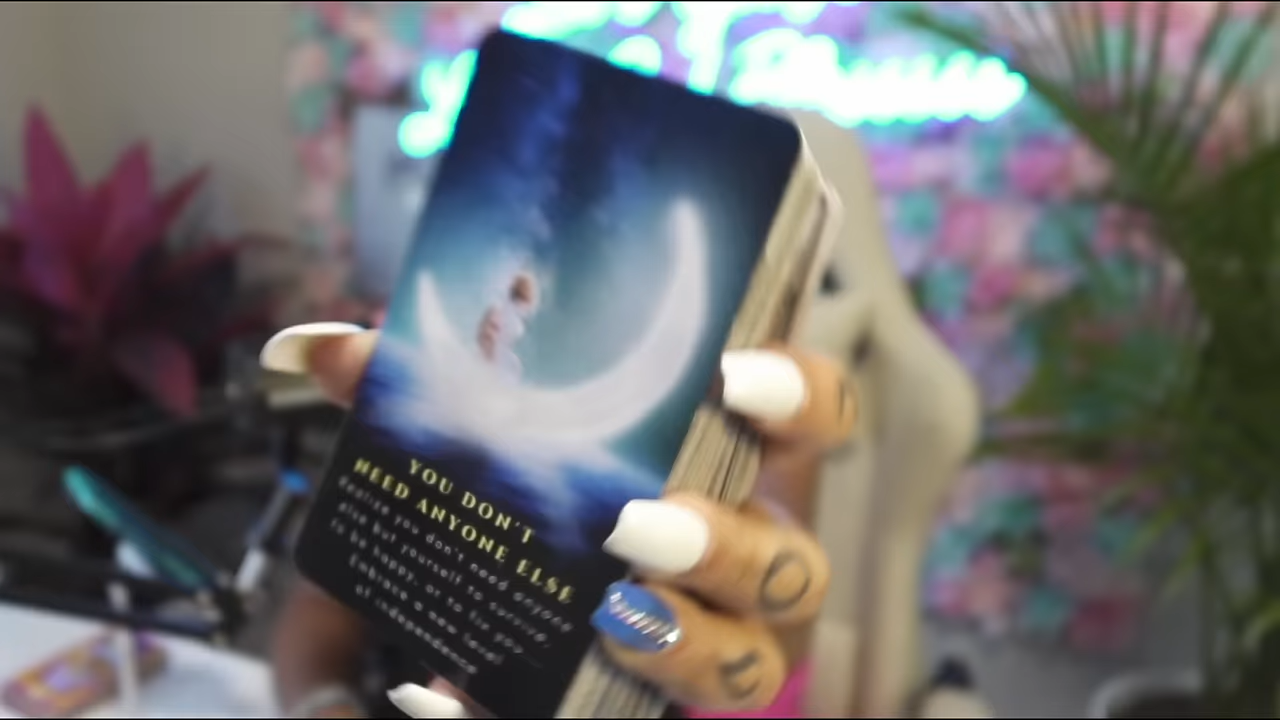 YOU DON'T
NEED ANYONE ELSE
Realize you don't need anyone
else but yourself to survive,
to be happy, or to fix you—
Embrace a new level
of independence